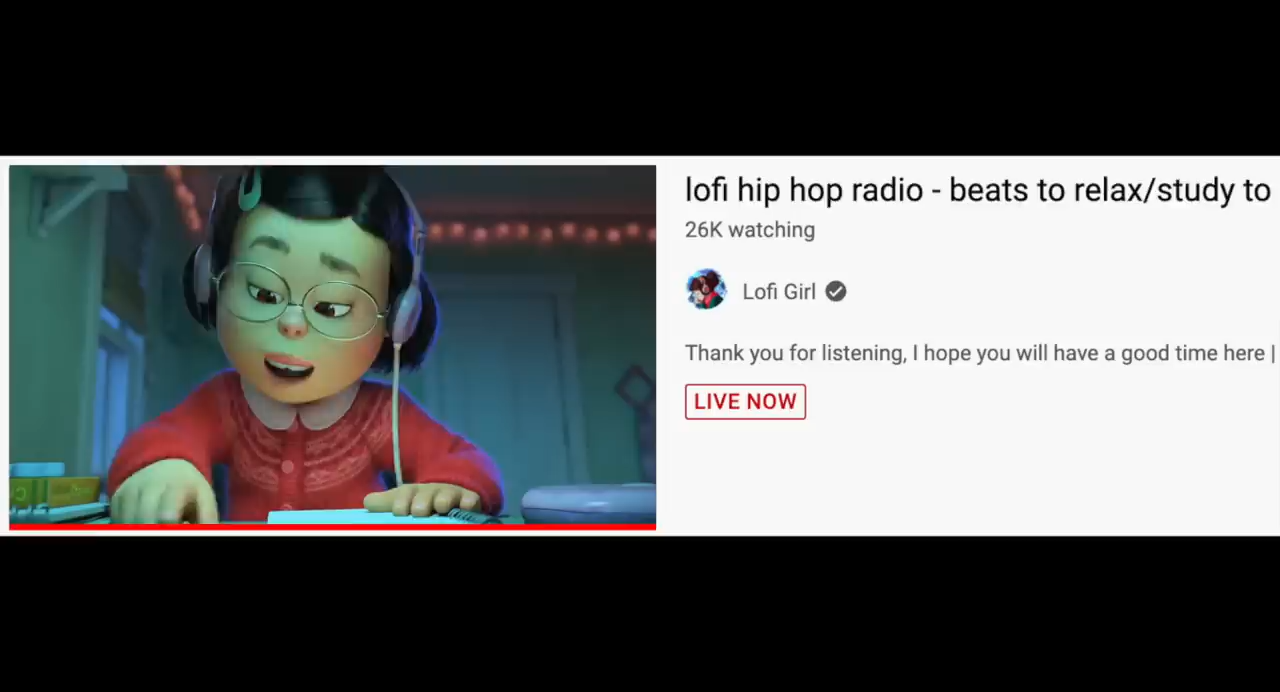 lofi hip hop radio - beats to relax/study to
26K watching
Lofi Girl
Thank you for listening, I hope you will have a good time here |
LIVE NOW